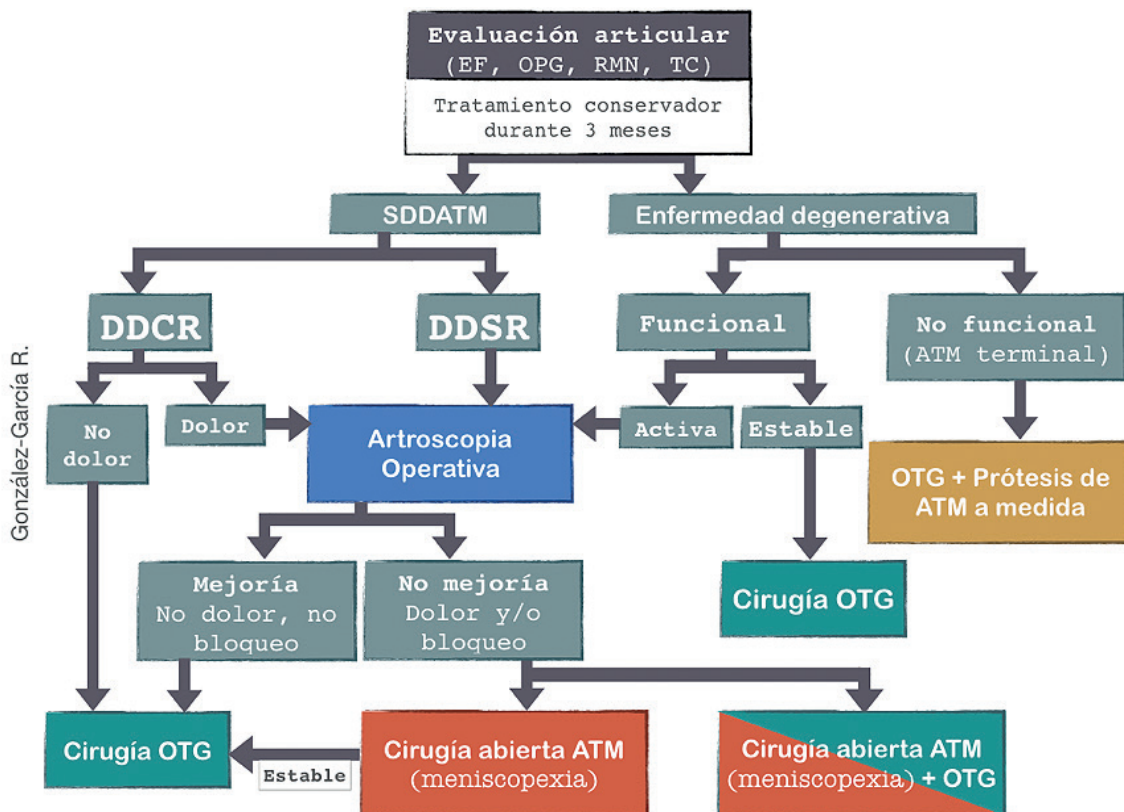 Evaluación articular
(EF, OPG, RMN, TC)
Tratamiento conservador
durante 3 meses
SDDATM
Enfermedad degenerativa
DDCR
DDSR
Funcional
No funcional
(ATM terminal)
No
dolor
Dolor
Artroscopia
Operativa
Activa
Estable
OTG + Prótesis de
ATM a medida
Mejoría
No dolor, no
bloqueo
No mejoría
Dolor y/o
bloqueo
Cirugía OTG
Cirugía OTG
Estable
Cirugía abierta ATM
(meniscopexia)
Cirugía abierta ATM
(meniscopexia) + OTG
González-García R.